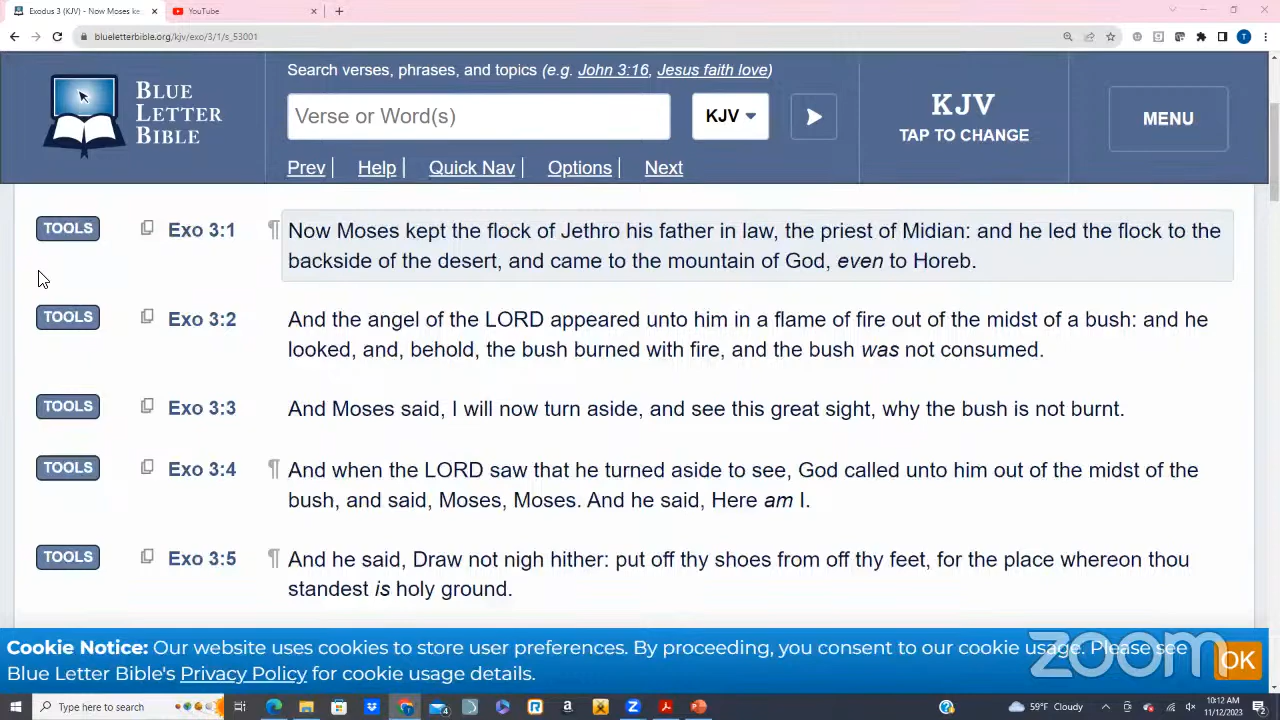 Exodus 3 (KJV) - Now Moses ke
YouTube
blueletterbible.org/kjv/exo/3/1/s_53001
BLUE
LETTER
BIBLE
Search verses, phrases, and topics (e.g. John 3:16, Jesus faith love)
Verse or Word(s)
KJV
Prev | Help | Quick Nav | Options | Next
KJV
TAP TO CHANGE
MENU
TOOLS Exo 3:1 ¶ Now Moses kept the flock of Jethro his father in law, the priest of Midian: and he led the flock to the
backside of the desert, and came to the mountain of God, even to Horeb.
TOOLS Exo 3:2 And the angel of the LORD appeared unto him in a flame of fire out of the midst of a bush: and he
looked, and, behold, the bush burned with fire, and the bush was not consumed.
TOOLS Exo 3:3 And Moses said, I will now turn aside, and see this great sight, why the bush is not burnt.
TOOLS Exo 3:4 ¶ And when the LORD saw that he turned aside to see, God called unto him out of the midst of the
bush, and said, Moses, Moses. And he said, Here am I.
TOOLS Exo 3:5 ¶ And he said, Draw not nigh hither: put off thy shoes from off thy feet, for the place whereon thou
standest is holy ground.
Cookie Notice: Our website uses cookies to store user preferences. By proceeding, you consent to our cookie usage. Please see
Blue Letter Bible's Privacy Policy for cookie usage details.
OK
zoom
Type here to search
59°F Cloudy
10:12 AM
11/12/2023